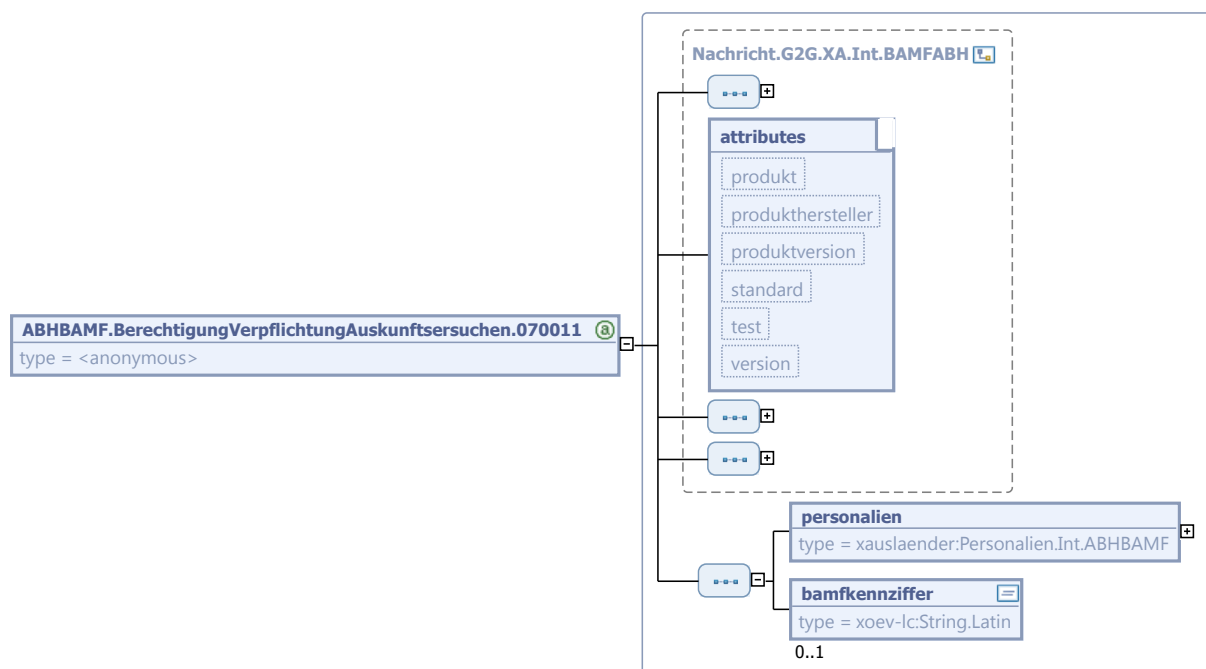 Nachricht.G2G.XA.Int.BAMFABH
attributes
produkt
produkthersteller
produktversion
standard
test
version
ABHBAMF.BerechtigungVerpflichtungAuskunftsersuchen.070011 a
type = <anonymous>
personalien
type = xauslaender:Personalien.Int.ABHBAMF
bamfkennziffer
type = xoev-lc:String.Latin
0..1